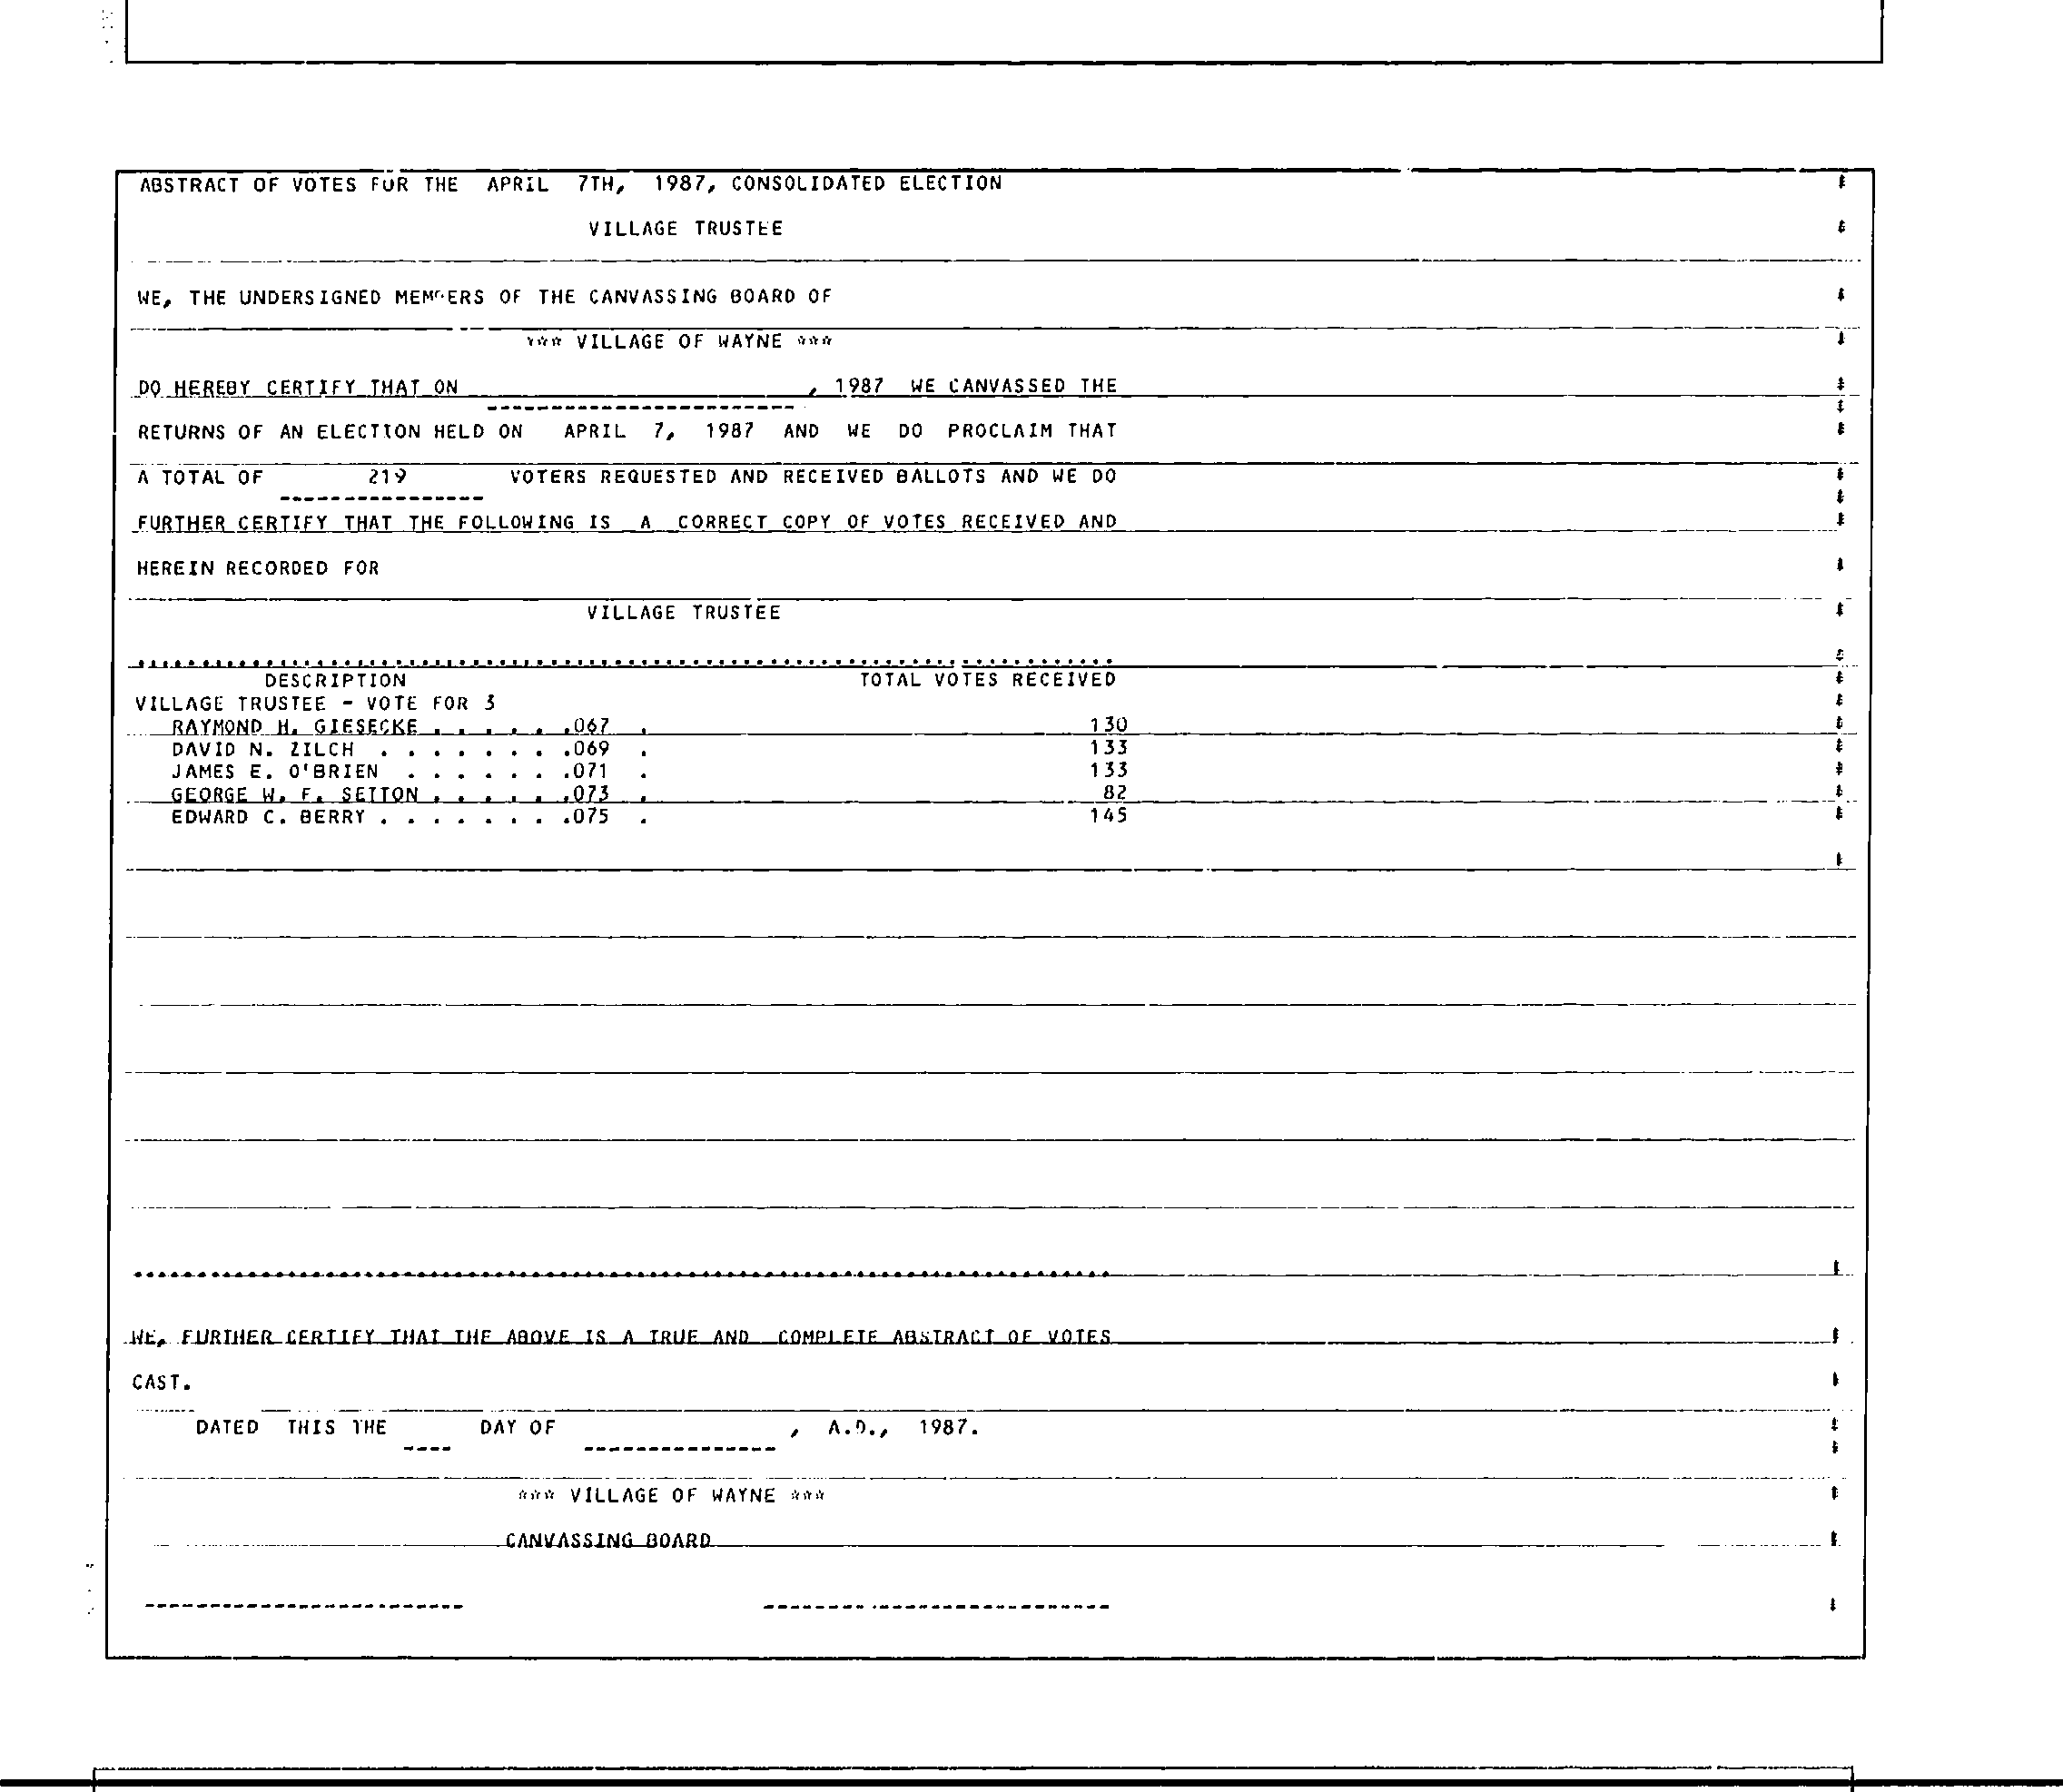 ABSTRACT OF VOTES FOR THE APRIL 7TH, 1987, CONSOLIDATED ELECTION
VILLAGE TRUSTEE
WE, THE UNDERSIGNED MEMBERS OF THE CANVASSING BOARD OF
*** VILLAGE OF WAYNE ***
DO HEREBY CERTIFY THAT ON , 1987 WE CANVASSED THE
RETURNS OF AN ELECTION HELD ON APRIL 7, 1987 AND WE DO PROCLAIM THAT
A TOTAL OF 219 VOTERS REQUESTED AND RECEIVED BALLOTS AND WE DO
FURTHER CERTIFY THAT THE FOLLOWING IS A CORRECT COPY OF VOTES RECEIVED AND
HEREIN RECORDED FOR
VILLAGE TRUSTEE
DESCRIPTION TOTAL VOTES RECEIVED
VILLAGE TRUSTEE - VOTE FOR 3
RAYMOND H. GIESECKE . . . . . .067 . 130
DAVID N. ZILCH . . . . . . . .069 . 133
JAMES E. O'BRIEN . . . . . . .071 . 133
GEORGE W. F. SETTON . . . . . .073 . 82
EDWARD C. BERRY . . . . . . . .075 . 145
WE, FURTHER CERTIFY THAT THE ABOVE IS A TRUE AND COMPLETE ABSTRACT OF VOTES
CAST.
DATED THIS THE ---- DAY OF --------------- , A.D., 1987.
*** VILLAGE OF WAYNE ***
CANVASSING BOARD